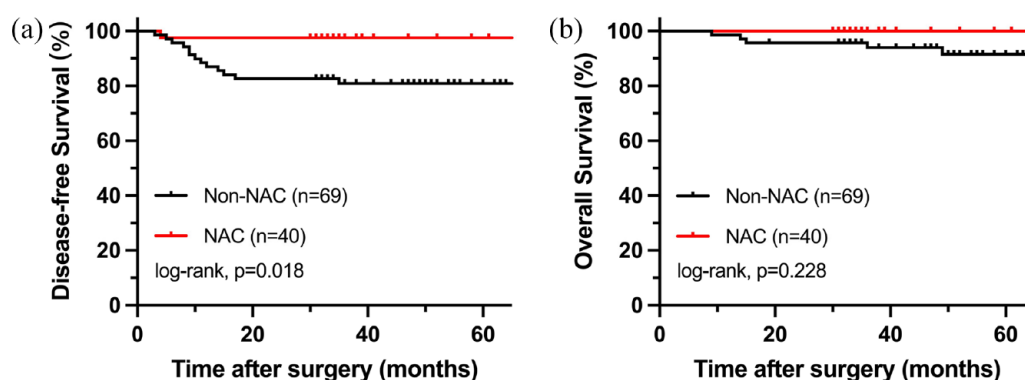 (a)
Disease-free Survival (%)
100
80
60
40
20
0
Non-NAC (n=69)
NAC (n=40)
log-rank, p=0.018
0 20 40 60
Time after surgery (months)
(b)
Overall Survival (%)
100
80
60
40
20
0
Non-NAC (n=69)
NAC (n=40)
log-rank, p=0.228
0 20 40 60
Time after surgery (months)